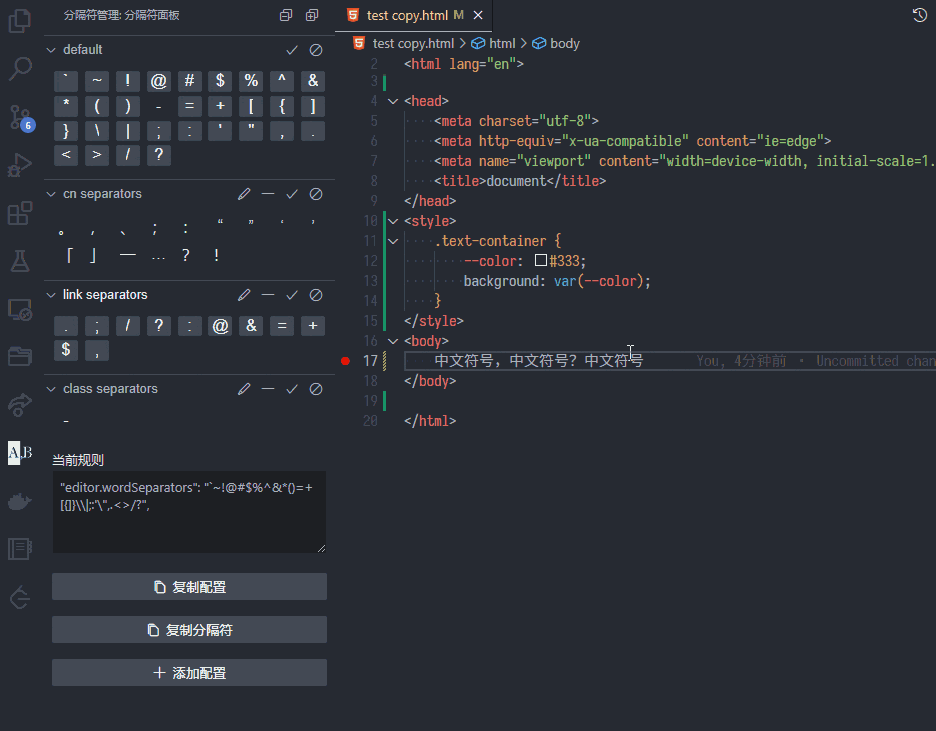 分隔符管理: 分隔符面板
default
` ~ ! @ # $ % ^ &
* ( ) - = + [ { ]
} \ | ; : ' " , .
< > / ?
cn separators
。 , 、 ; : “ ” ‘ ’
「 」 — … ? !
link separators
. ; / ? : @ & = +
$ ,
class separators
-
当前规则
"editor.wordSeparators": "`~!@#$%^&*()=+
[{]}\\|;:'\",.<>/?",
复制配置
复制分隔符
添加配置
6
test copy.html M
test copy.html > html > body
2 <html lang="en">
3
4 <head>
5 <meta charset="utf-8">
6 <meta http-equiv="x-ua-compatible" content="ie=edge">
7 <meta name="viewport" content="width=device-width, initial-scale=1.
8 <title>document</title>
9 </head>
10 <style>
11 .text-container {
12 --color: #333;
13 background: var(--color);
14 }
15 </style>
16 <body>
17 中文符号，中文符号？中文符号 You, 4分钟前 • Uncommitted chan
18 </body>
19
20 </html>